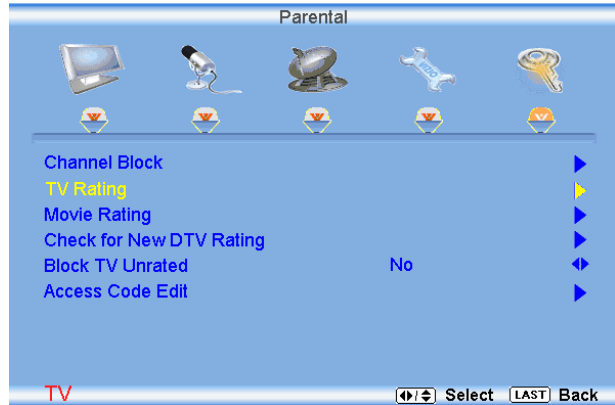 Parental
VIZIO
Channel Block
TV Rating
Movie Rating
Check for New DTV Rating
Block TV Unrated No
Access Code Edit
TV Select LAST Back